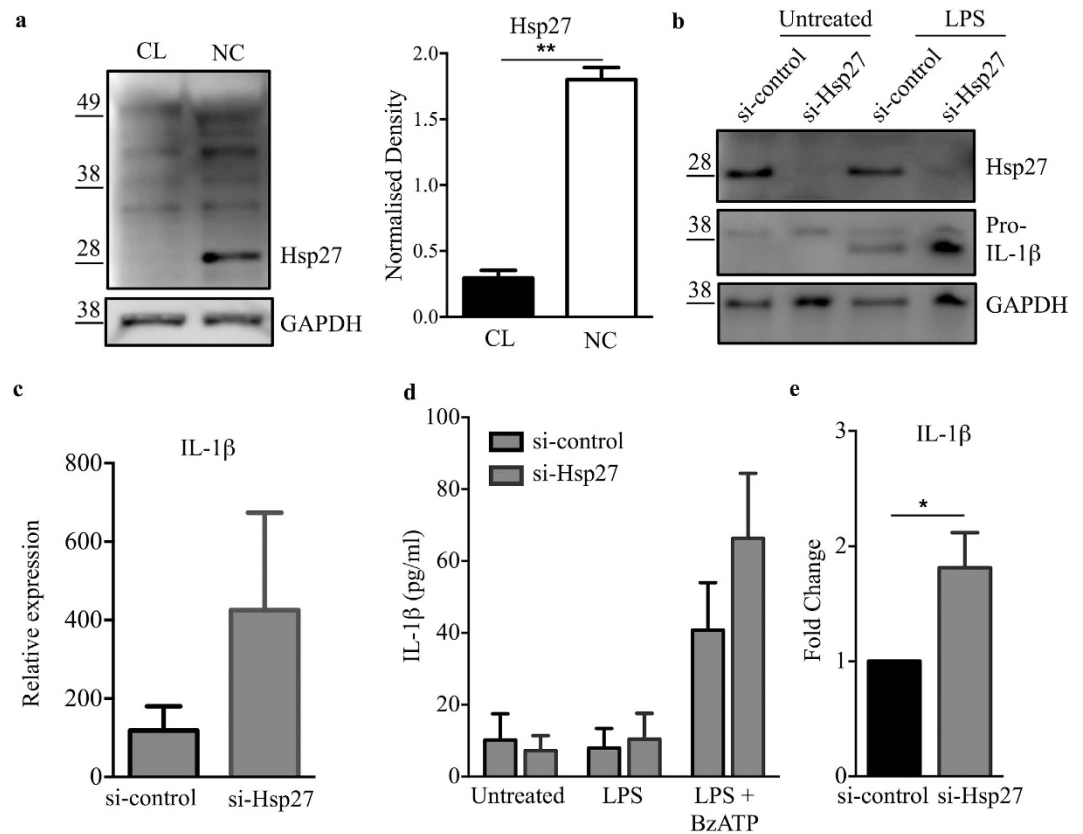 a
CL NC
49
38
28
Hsp27
38
GAPDH
Hsp27
**
2.0
1.5
1.0
0.5
0.0
Normalised Density
CL NC
b
Untreated LPS
si-control si-Hsp27 si-control si-Hsp27
28
Hsp27
38
Pro-
IL-1β
38
GAPDH
c
IL-1β
800
600
400
200
0
Relative expression
si-control si-Hsp27
d
100
80
60
40
20
0
IL-1β (pg/ml)
si-control
si-Hsp27
Untreated LPS LPS +
BzATP
e
IL-1β
*
3
2
1
0
Fold Change
si-control si-Hsp27